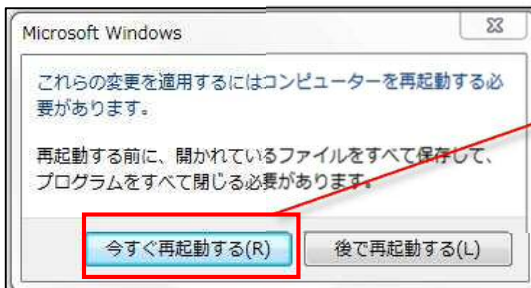 Microsoft Windows
これらの変更を適用するにはコンピューターを再起動する必
要があります。
再起動する前に、開かれているファイルをすべて保存して、
プログラムをすべて閉じる必要があります。
今すぐ再起動する(R)
後で再起動する(L)